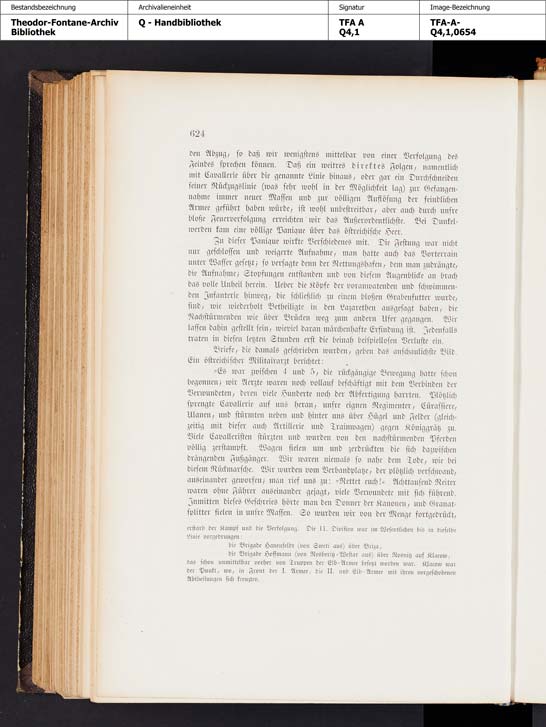 Bestandsbezeichnung
Archivalieneinheit
Signatur
Image-Bezeichnung
Theodor-Fontane-Archiv
Bibliothek
Q - Handbibliothek
TFA A
Q4,1
TFA-A-
Q4,1,0654
624
den Abzug, so daß wir wenigstens mittelbar von einer Verfolgung des
Feindes sprechen können. Daß ein weitres direktes Folgen, namentlich
mit Cavallerie über die genannte Linie hinaus, oder gar ein Durchschneiden
seiner Rückzugslinie (was sehr wohl in der Möglichkeit lag) zur Gefangen-
nahme immer neuer Massen und zur völligen Auflösung der feindlichen
Armee geführt haben würde, ist wohl unbestreitbar, aber auch durch unsre
bloße Feuerverfolgung erreichten wir das Außerordentlichste. Bei Dunkel-
werden kam eine völlige Panique über das östreichische Heer.
Zu dieser Panique wirkte Verschiedenes mit. Die Festung war nicht
nur geschlossen und weigerte Aufnahme, man hatte auch das Vorterrain
unter Wasser gesetzt; so versagte denn der Rettungshafen, dem man zudrängte,
die Aufnahme; Stopfungen entstanden und von diesem Augenblicke an brach
das volle Unheil herein. Ueber die Köpfe der voranwatenden und schwimmen-
den Infanterie hinweg, die schließlich zu einem bloßen Grabenfutter wurde,
sind, wie wiederholt Betheiligte in den Lazarethen ausgesagt haben, die
Nachstürmenden wie über Brücken weg zum andern Ufer gegangen. Wir
lassen dahin gestellt sein, wieviel daran märchenhafte Erfindung ist. Jedenfalls
traten in diesen letzten Stunden erst die beinah beispiellosen Verluste ein.
Briefe, die damals geschrieben wurden, geben das anschaulichste Bild.
Ein östreichischer Militairarzt berichtet:
»Es war zwischen 4 und 5, die rückgängige Bewegung hatte schon
begonnen; wir Aerzte waren noch vollauf beschäftigt mit dem Verbinden der
Verwundeten, deren viele Hunderte noch der Abfertigung harrten. Plötzlich
sprengte Cavallerie auf uns heran, unsre eignen Regimenter, Cürassiere,
Ulanen, und stürmten neben und hinter uns über Hügel und Felder (gleich-
zeitig mit dieser auch Artillerie und Trainwagen) gegen Königgrätz zu.
Viele Cavalleristen stürzten und wurden von den nachstürmenden Pferden
völlig zerstampft. Wagen fielen um und zerdrückten die sich dazwischen
drängenden Fußgänger. Wir waren niemals so nahe dem Tode, wie bei
diesem Rückmarsche. Wir wurden vom Verbandplatze, der plötzlich verschwand,
auseinander geworfen; man rief uns zu: »Rettet euch!« Achttausend Reiter
waren ohne Führer auseinander gejagt, viele Verwundete mit sich führend.
Inmitten dieses Geschreies hörte man den Donner der Kanonen, und Granat-
splitter fielen in unsre Massen. So wurden wir von der Menge fortgedrückt,
erstarb der Kampf und die Verfolgung. Die 11. Division war im Wesentlichen bis in dieselbe
Linie vorgedrungen:
die Brigade Hanenfeldt (von Sweti aus) über Briza,
die Brigade Hoffmann (von Rosberitz-Westar aus) über Rosnitz auf Klacow,
das schon unmittelbar vorher von Truppen der Elb-Armee besetzt worden war. Klacow war
der Punkt, wo, in Front der I. Armee, die II. und Elb-Armee mit ihren vorgeschobenen
Abtheilungen sich kreuzten.